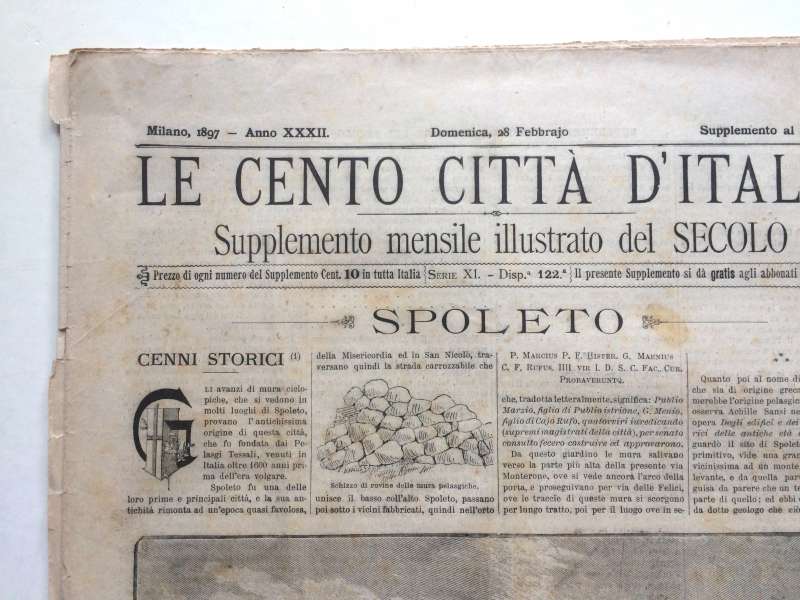 Milano, 1897 — Anno XXXII.
Domenica, 28 Febbrajo
Supplemento al
LE CENTO CITTÀ D'ITAL
Supplemento mensile illustrato del SECOLO
Prezzo di ogni numero del Supplemento Cent. 10 in tutta Italia
SERIE XI. - Disp.ª 122.ª
Il presente Supplemento si dà gratis agli abbonati
SPOLETO
CENNI STORICI (1)
GLI avanzi di mura ciclo-
piche, che si vedono in
molti luoghi di Spoleto,
provano l'antichissima
origine di questa città,
che fu fondata dai Pe-
lasgi Tessali, venuti in
Italia oltre 1600 anni pri-
ma dell'era volgare.
Spoleto fu una delle
loro prime e principali città, e la sua an-
tichità rimonta ad un'epoca quasi favolosa,
della Misericordia ed in San Nicolò, tra-
versano quindi la strada carrozzabile che
Schizzo di rovine delle mura pelasgiche.
unisce il basso coll'alto Spoleto, passano
poi sotto i vicini fabbricati, quindi nell'orto
P. MARCIUS P. F. HISTER. G. MAENIUS
C. F. RUFUS. IIII VIR I. D. S. C. FAC. CUR.
PROBAVERUNTQ.
che, tradotta letteralmente, significa: Publio
Marzio, figlio di Publio istrione, G. Menio,
figlio di Cajo Rufo, quatorviri iuredicando
(supremi magistrati della città), per senato
consulto fecero costruire ed approvarono.
Da questo giardino le mura salivano
verso la parte più alta della presente via
Monterone, ove si vede ancora l'arco della
porta, e proseguivano per via delle Felici,
ove le traccie di queste mura si scorgono
per lungo tratto, poi per il luogo ove in se-
Quanto poi al nome di
che sia di origine greca
merebbe l'origine pelasgica
osserva Achille Sansi ne
opera Degli edifici e dei
rici delle antiche età
guardò il sito di Spolet
primitivo, vide una gran
vicinissima ad un monte
levante, e da quella part
guisa da parere che un te
parte di quello; ed ebbi
da dotte geologo che ciò